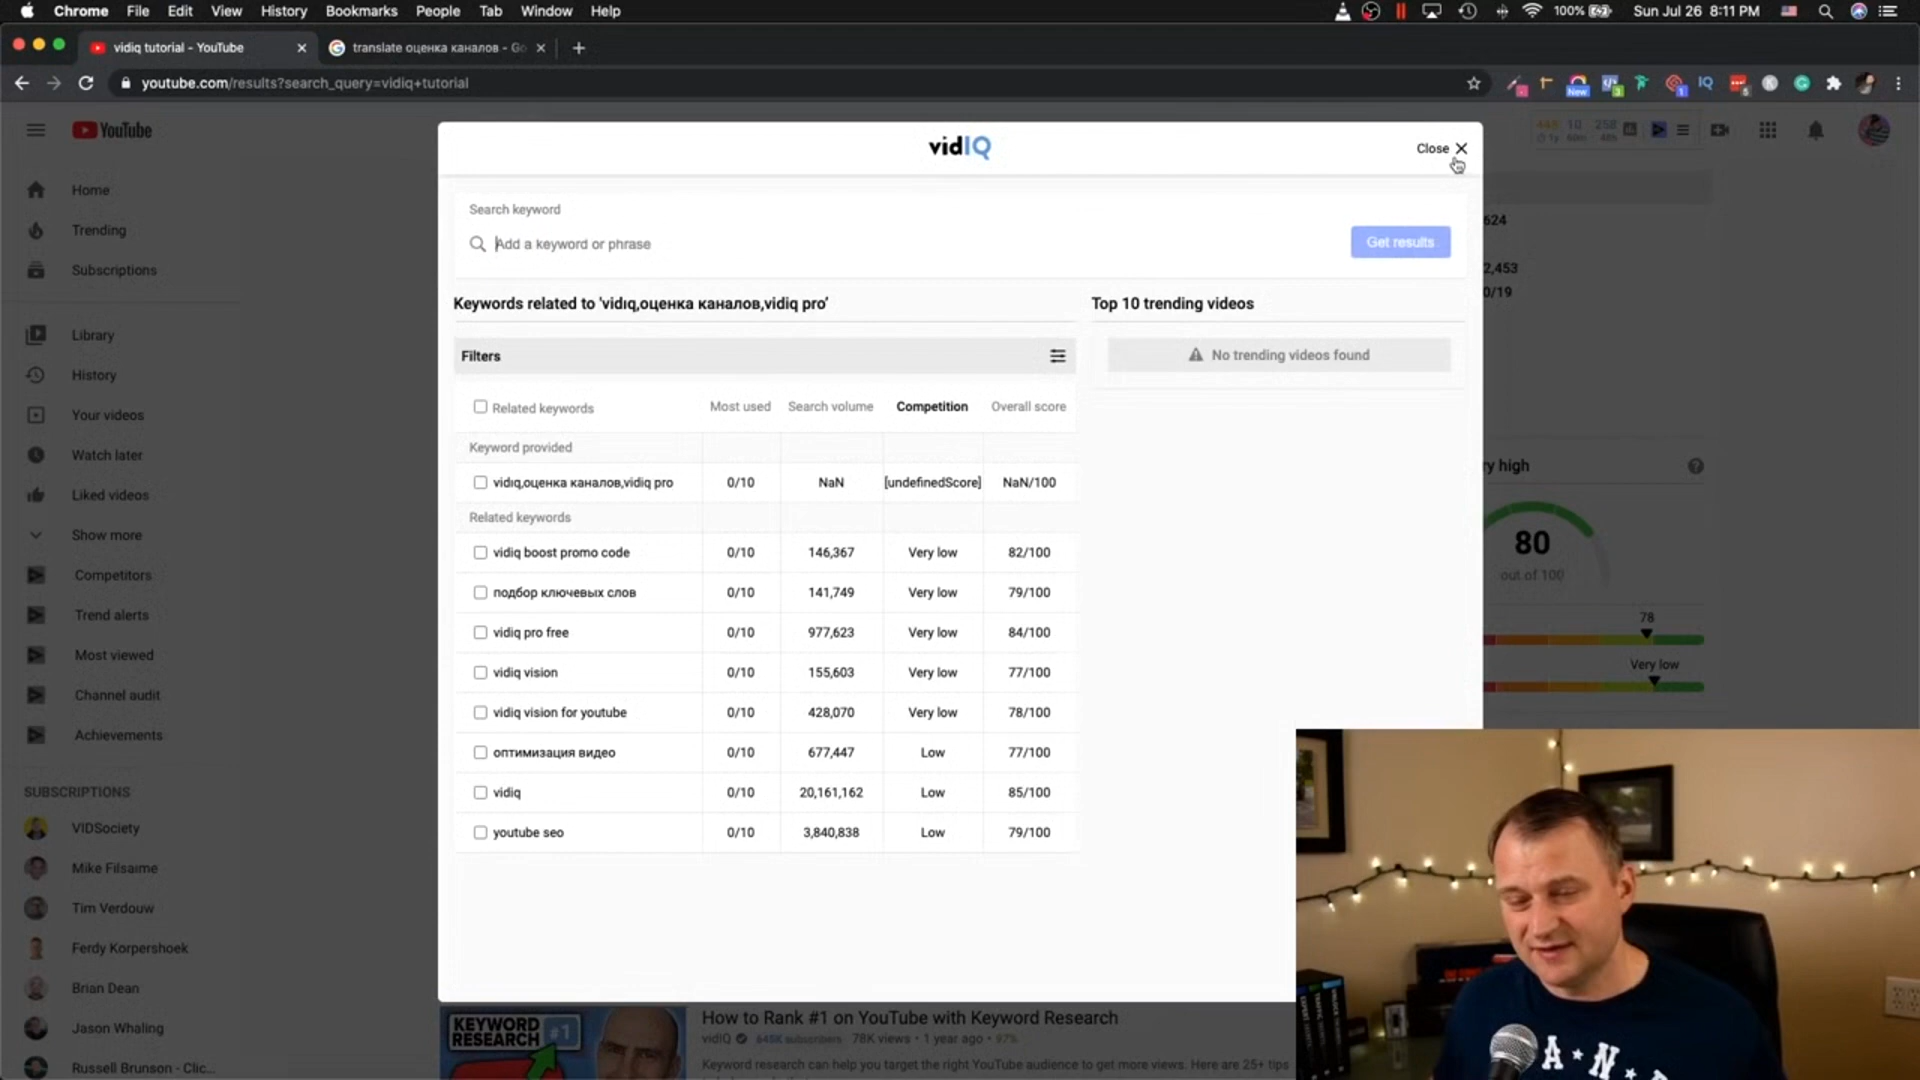 Chrome File Edit View History Bookmarks People Tab Window Help
100% Sun Jul 26 8:11 PM
vidiq tutorial - YouTube
translate оценка каналов - Go
youtube.com/results?search_query=vidiq+tutorial
New
YouTube
Home
Trending
Subscriptions
Library
History
Your videos
Watch later
Liked videos
Show more
Competitors
Trend alerts
Most viewed
Channel audit
Achievements
SUBSCRIPTIONS
VIDSociety
Mike Filsaime
Tim Verdouw
Ferdy Korpershoek
Brian Dean
Jason Whaling
Russell Brunson - Clic...
vidIQ
Close
Search keyword
Add a keyword or phrase
Get results
Keywords related to 'vidıq,оценка каналов,vidiq pro'
Filters
Related keywords Most used Search volume Competition Overall score
Keyword provided
vidıq,оценка каналов,vidiq pro 0/10 NaN [undefinedScore] NaN/100
Related keywords
vidiq boost promo code 0/10 146,367 Very low 82/100
подбор ключевых слов 0/10 141,749 Very low 79/100
vidiq pro free 0/10 977,623 Very low 84/100
vidiq vision 0/10 155,603 Very low 77/100
vidiq vision for youtube 0/10 428,070 Very low 78/100
оптимизация видео 0/10 677,447 Low 77/100
vidiq 0/10 20,161,162 Low 85/100
youtube seo 0/10 3,840,838 Low 79/100
Top 10 trending videos
No trending videos found
624
2,453
0/19
ry high
80
out of 100
78
Very low
KEYWORD
RESEARCH #1
How to Rank #1 on YouTube with Keyword Research
vidIQ 648K subscribers • 78K views • 1 year ago • 97%
Keyword research can help you target the right YouTube audience to get more views. Here are 25+ tips